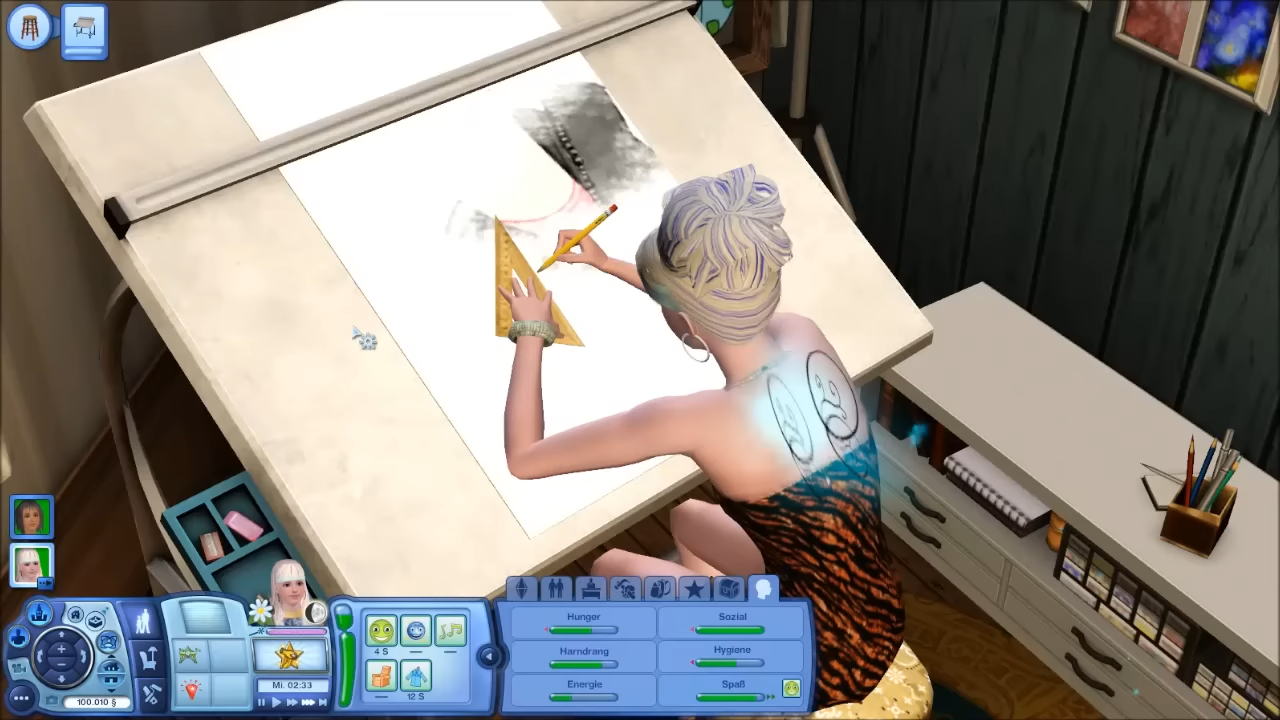 Hunger
Sozial
Harndrang
Hygiene
Energie
Spaß
4 S
12 S
Mi. 02:33
100.010 §